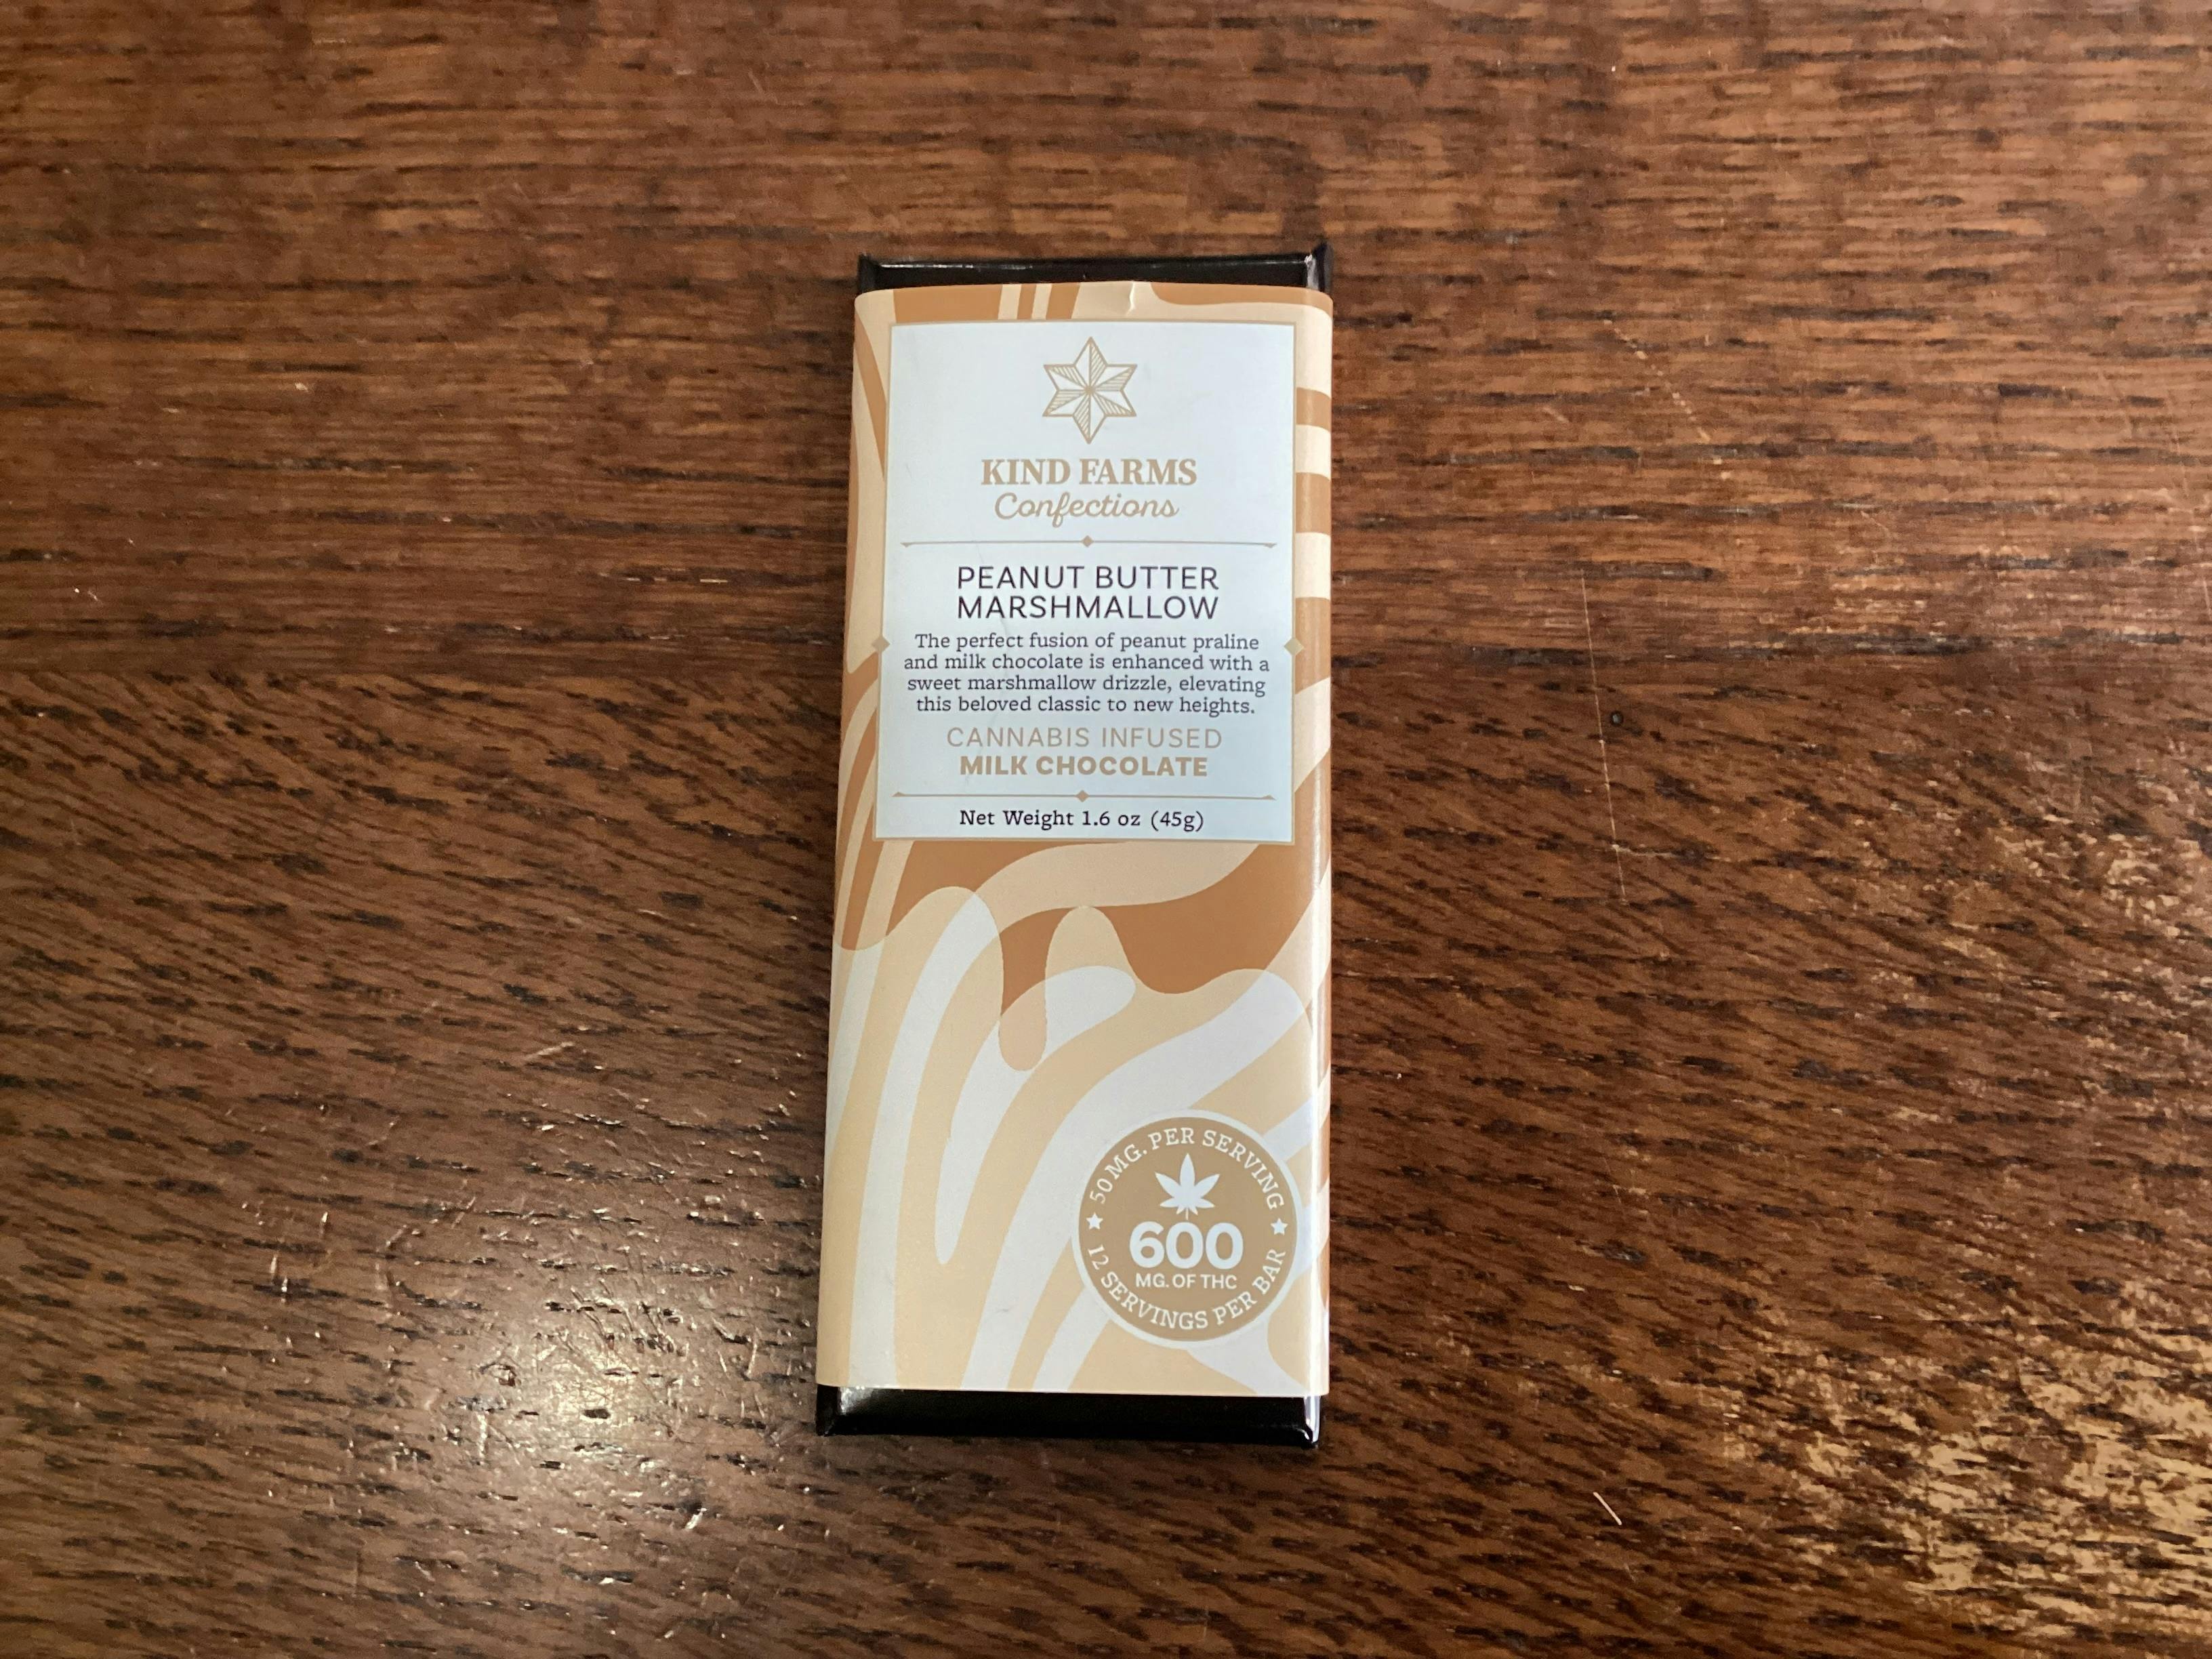 KIND FARMS
Confections
PEANUT BUTTER
MARSHMALLOW
The perfect fusion of peanut praline
and milk chocolate is enhanced with a
sweet marshmallow drizzle, elevating
this beloved classic to new heights.
CANNABIS INFUSED
MILK CHOCOLATE
Net Weight 1.6 oz (45g)
50 MG. PER SERVING
600
MG. OF THC
12 SERVINGS PER BAR